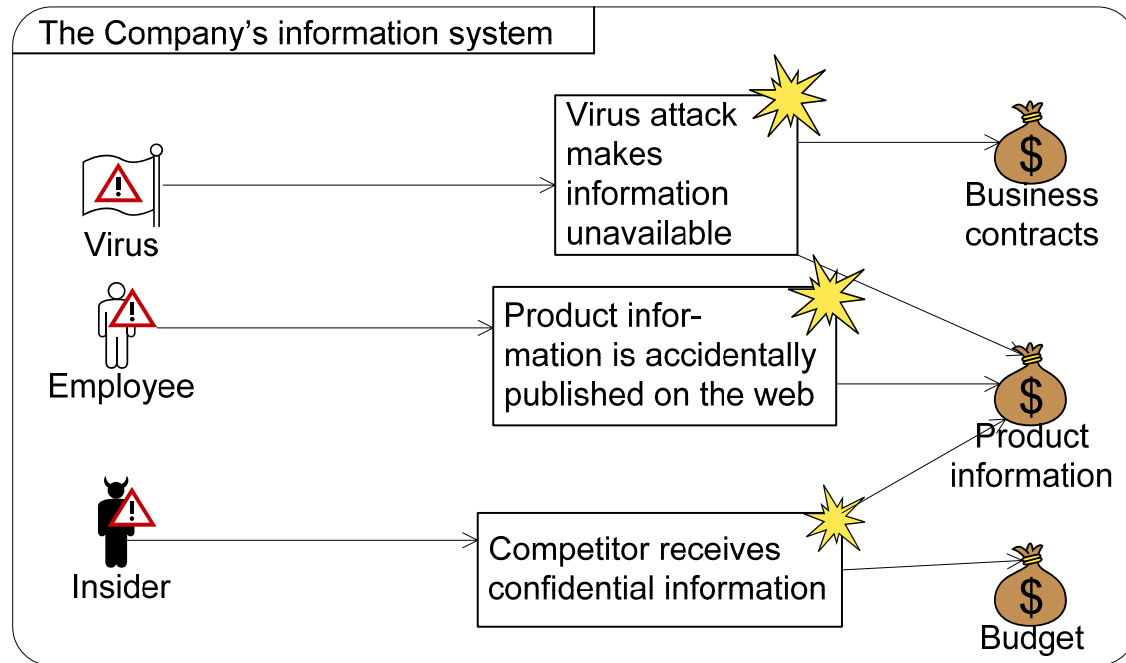 The Company's information system
Virus attack
makes
information
unavailable
$
Business
contracts
!
Virus
!
Employee
Product infor-
mation is accidentally
published on the web
$
Product
information
!
Insider
Competitor receives
confidential information
$
Budget